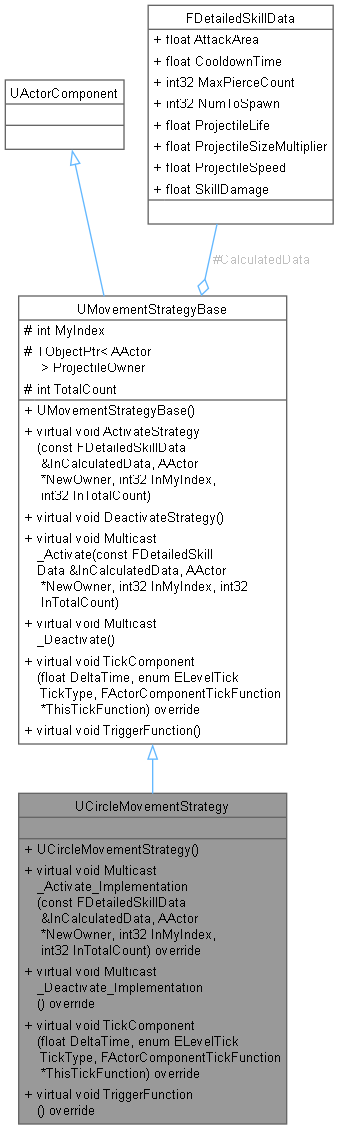 FDetailedSkillData
+ float AttackArea
+ float CooldownTime
+ int32 MaxPierceCount
+ int32 NumToSpawn
+ float ProjectileLife
+ float ProjectileSizeMultiplier
+ float ProjectileSpeed
+ float SkillDamage
UActorComponent
#CalculatedData
UMovementStrategyBase
# int MyIndex
# TObjectPtr< AActor
> ProjectileOwner
# int TotalCount
+ UMovementStrategyBase()
+ virtual void ActivateStrategy
(const FDetailedSkillData
&InCalculatedData, AActor
*NewOwner, int32 InMyIndex,
int32 InTotalCount)
+ virtual void DeactivateStrategy()
+ virtual void Multicast
_Activate(const FDetailedSkill
Data &InCalculatedData, AActor
*NewOwner, int32 InMyIndex, int32
InTotalCount)
+ virtual void Multicast
_Deactivate()
+ virtual void TickComponent
(float DeltaTime, enum ELevelTick
TickType, FActorComponentTickFunction
*ThisTickFunction) override
+ virtual void TriggerFunction()
UCircleMovementStrategy
+ UCircleMovementStrategy()
+ virtual void Multicast
_Activate_Implementation
(const FDetailedSkillData
&InCalculatedData, AActor
*NewOwner, int32 InMyIndex,
int32 InTotalCount) override
+ virtual void Multicast
_Deactivate_Implementation
() override
+ virtual void TickComponent
(float DeltaTime, enum ELevelTick
TickType, FActorComponentTickFunction
*ThisTickFunction) override
+ virtual void TriggerFunction
() override